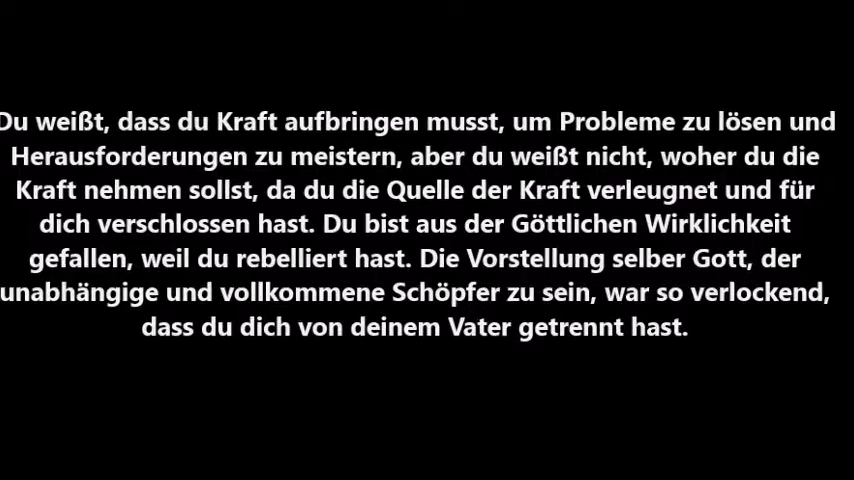 Du weißt, dass du Kraft aufbringen musst, um Probleme zu lösen und
Herausforderungen zu meistern, aber du weißt nicht, woher du die
Kraft nehmen sollst, da du die Quelle der Kraft verleugnet und für
dich verschlossen hast. Du bist aus der Göttlichen Wirklichkeit
gefallen, weil du rebelliert hast. Die Vorstellung selber Gott, der
unabhängige und vollkommene Schöpfer zu sein, war so verlockend,
dass du dich von deinem Vater getrennt hast.